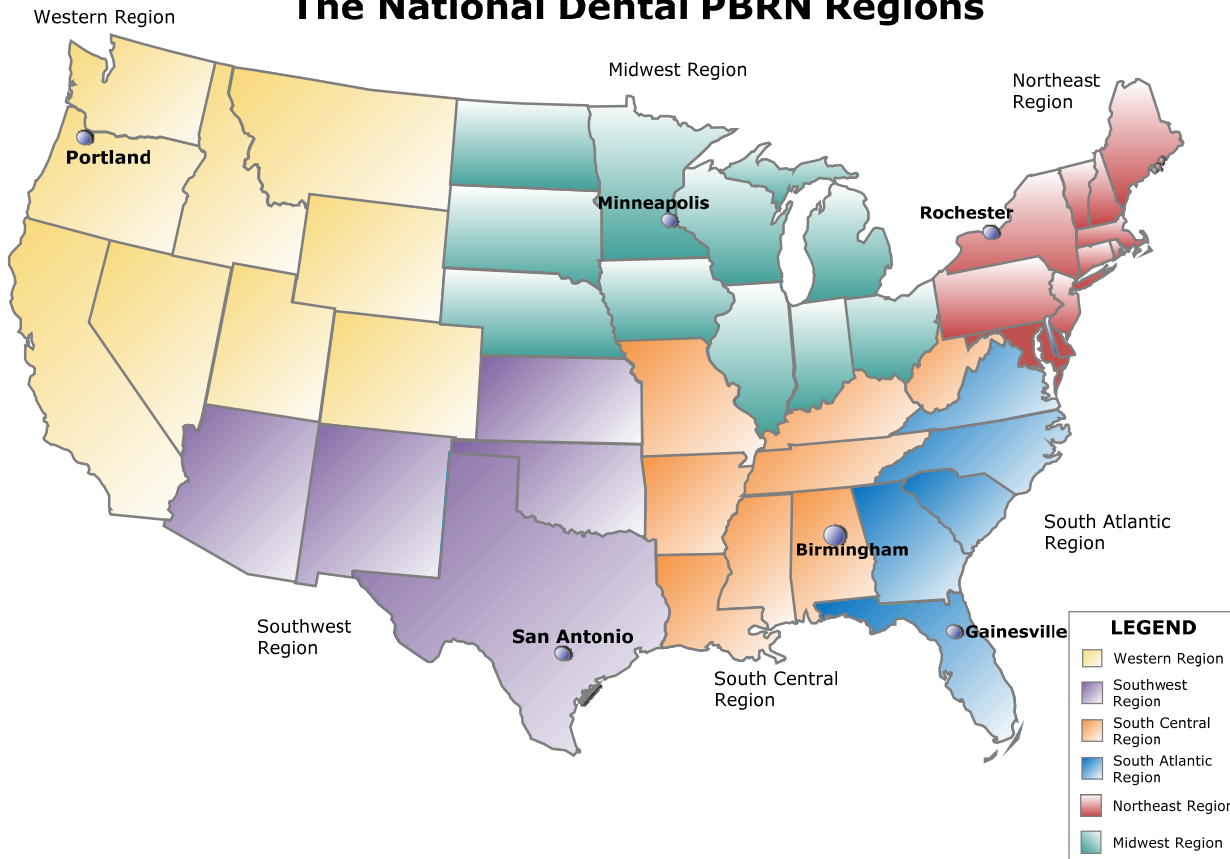 The National Dental PBRN Regions
Western Region
Midwest Region
Northeast
Region
Portland
Minneapolis
Rochester
Birmingham
South Atlantic
Region
Southwest
Region
San Antonio
Gainesville
South Central
Region
LEGEND
Western Region
Southwest
Region
South Central
Region
South Atlantic
Region
Northeast Region
Midwest Region